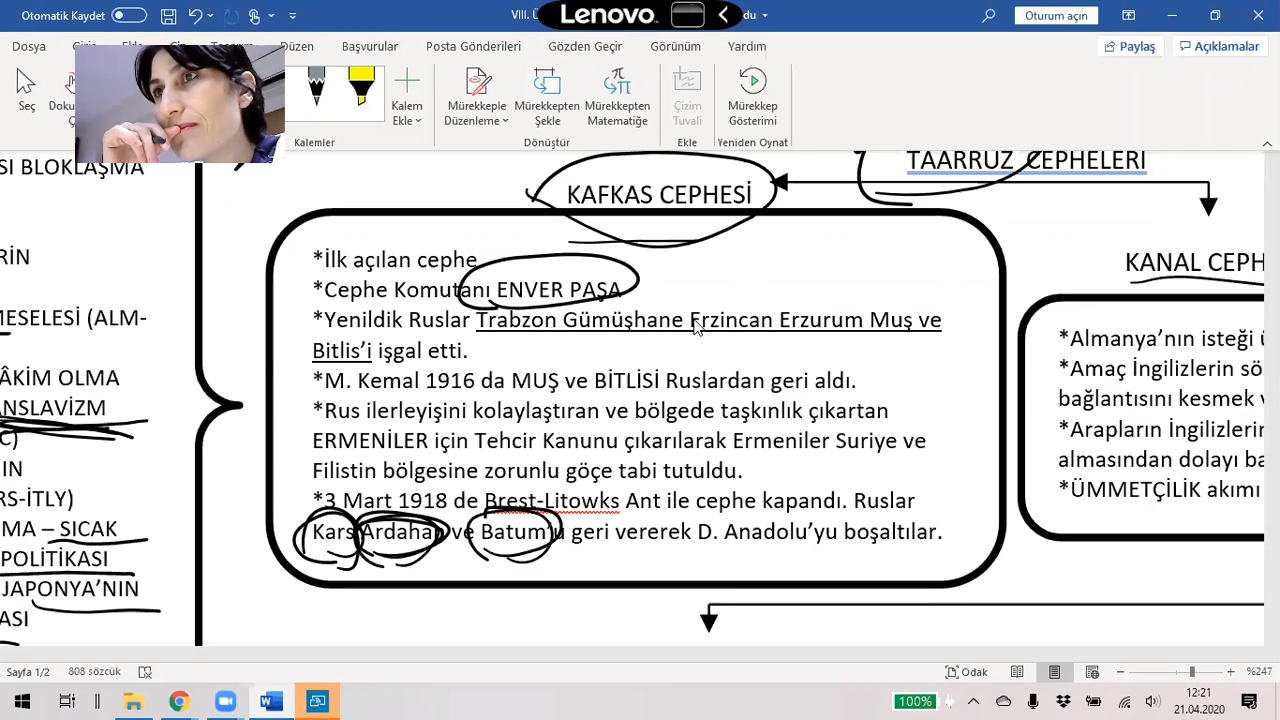 Otomatik Kaydet
VIII.
Lenovo
du
Oturum açın
Dosya Giriş Ekle Çiz Tasarım Düzen Başvurular Posta Gönderileri Gözden Geçir Görünüm Yardım
Paylaş Açıklamalar
Seç
Kalem Ekle
Mürekkeple Düzenleme
Mürekkepten Şekle
Mürekkepten Matematiğe
Çizim Tuvali
Mürekkep Gösterimi
Kalemler
Dönüştür
Ekle
Yeniden Oynat
SI BLOKLAŞMA
RİN
MESELESİ (ALM-
ÂKİM OLMA
ANSLAVİZM
C)
IN
RS-İTLY)
MA – SICAK
POLİTİKASI
JAPONYA’NIN
ASI
TAARRUZ CEPHELERİ
KAFKAS CEPHESİ
*İlk açılan cephe
*Cephe Komutanı ENVER PAŞA
*Yenildik Ruslar Trabzon Gümüşhane Erzincan Erzurum Muş ve
Bitlis’i işgal etti.
*M. Kemal 1916 da MUŞ ve BİTLİSİ Ruslardan geri aldı.
*Rus ilerleyişini kolaylaştıran ve bölgede taşkınlık çıkartan
ERMENİLER için Tehcir Kanunu çıkarılarak Ermeniler Suriye ve
Filistin bölgesine zorunlu göçe tabi tutuldu.
*3 Mart 1918 de Brest-Litowks Ant ile cephe kapandı. Ruslar
Kars Ardahan ve Batum’u geri vererek D. Anadolu’yu boşaltılar.
KANAL CEPH
*Almanya’nın isteği ü
*Amaç İngilizlerin sö
bağlantısını kesmek v
*Arapların İngilizlerin
almasından dolayı ba
*ÜMMETÇİLİK akımı
Sayfa 1/2 808 sözcük
Odak
%247
100%
12:21
21.04.2020